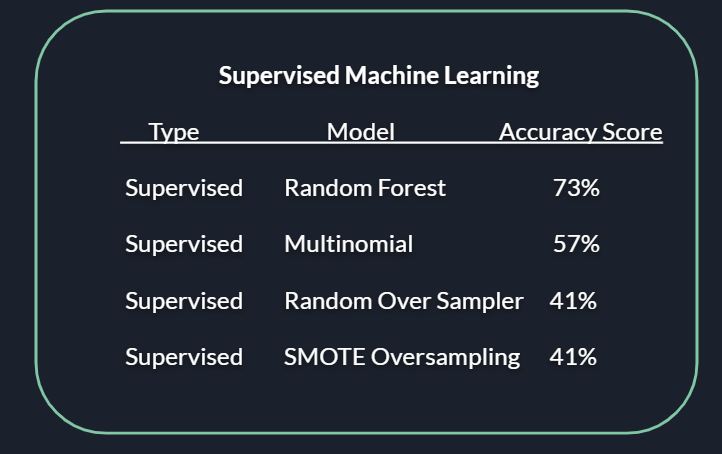 Supervised Machine Learning
Type Model Accuracy Score
Supervised Random Forest 73%
Supervised Multinomial 57%
Supervised Random Over Sampler 41%
Supervised SMOTE Oversampling 41%